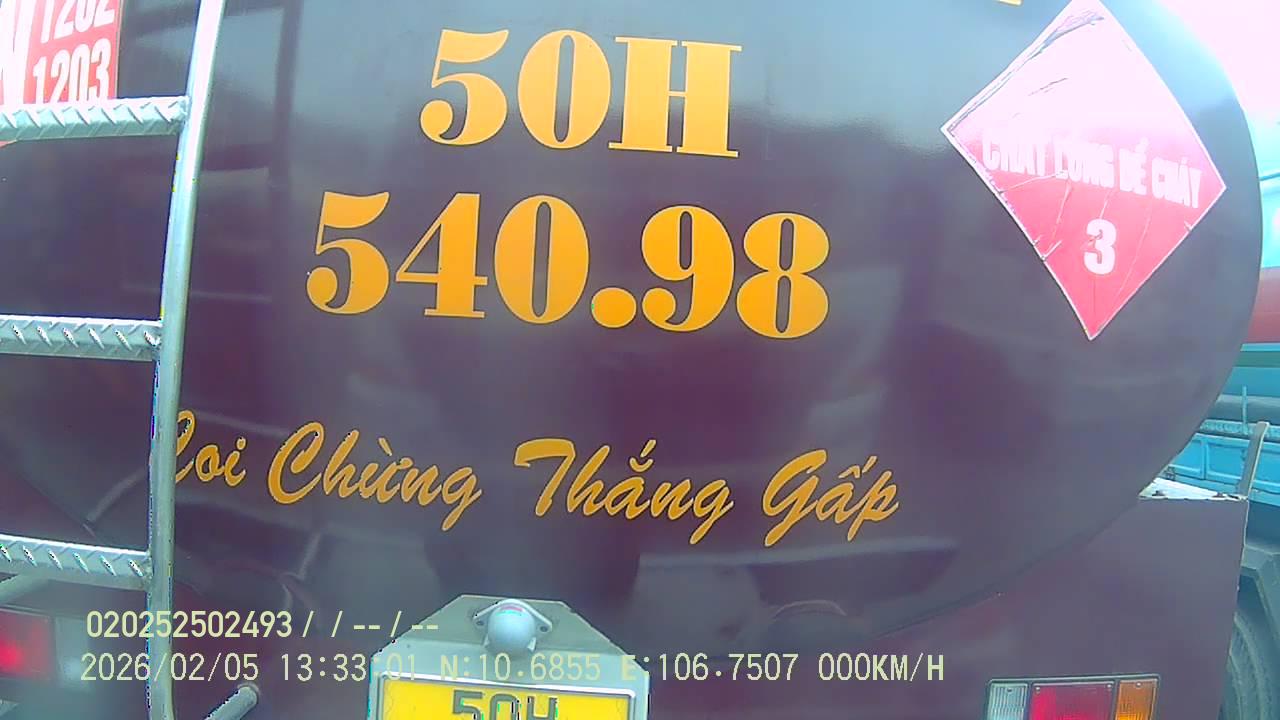 1202
1203
50H
540.98
CHẤT LỎNG DỄ CHÁY
3
Coi Chừng Thắng Gấp
020252502493 / / -- / --
2026/02/05 13:33:01 N:10.6855 E:106.7507 000KM/H
50H